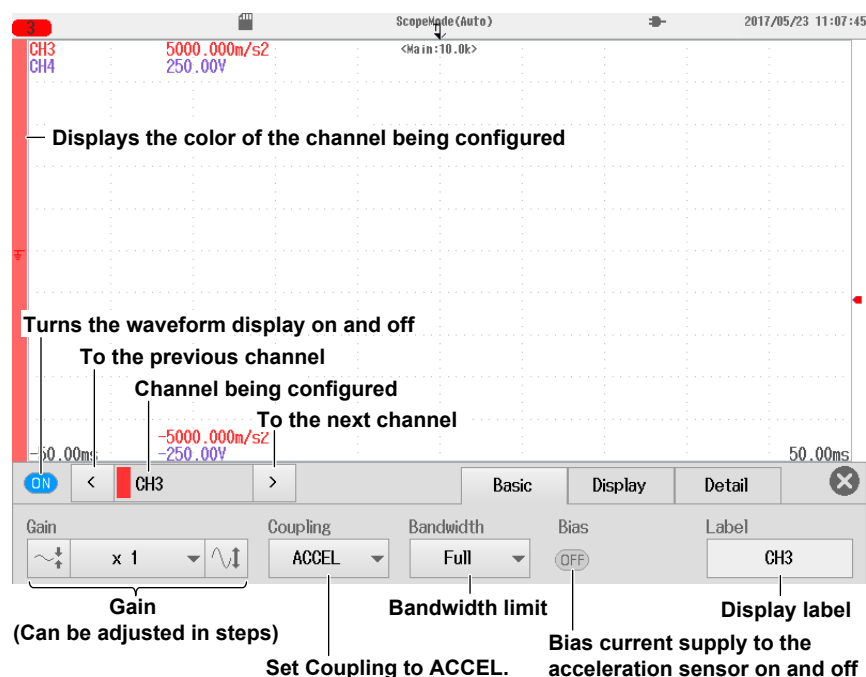 3 ScopeMode(Auto) 2017/05/23 11:07:45
CH3 5000.000m/s2 <Main:10.0k>
CH4 250.00V
Displays the color of the channel being configured
Turns the waveform display on and off
To the previous channel
Channel being configured
To the next channel
-5000.000m/s2
-50.00ms -250.00V 50.00ms
ON < CH3 > Basic Display Detail
Gain Coupling Bandwidth Bias Label
x 1 ACCEL Full OFF CH3
Gain
(Can be adjusted in steps)
Bandwidth limit
Display label
Set Coupling to ACCEL.
Bias current supply to the
acceleration sensor on and off